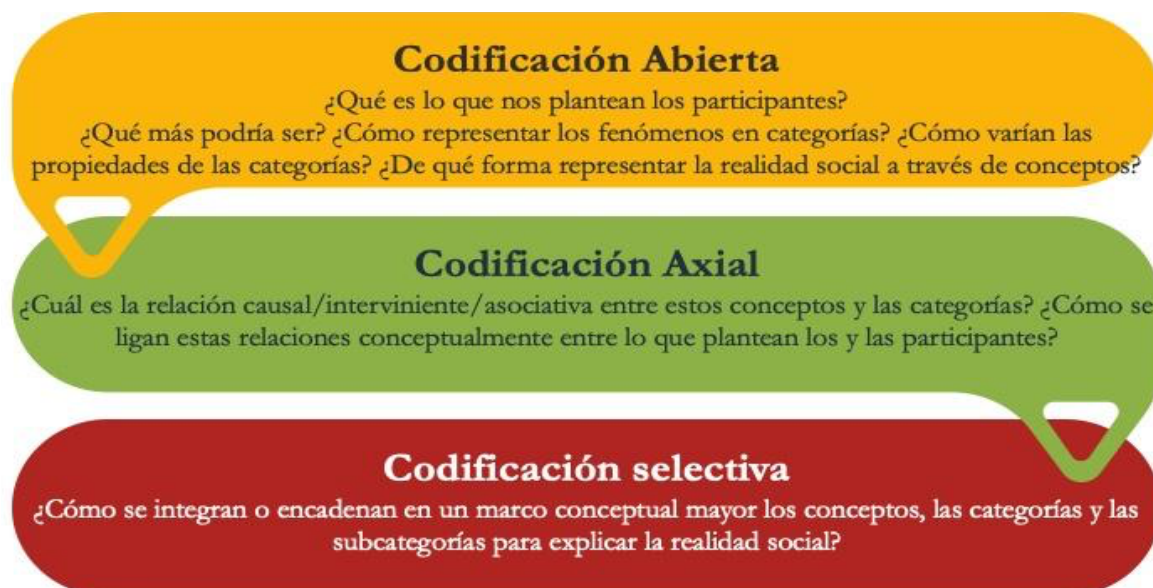 Codificación Abierta
¿Qué es lo que nos plantean los participantes?
¿Qué más podría ser? ¿Cómo representar los fenómenos en categorías? ¿Cómo varían las
propiedades de las categorías? ¿De qué forma representar la realidad social a través de conceptos?
Codificación Axial
¿Cuál es la relación causal/interviniente/asociativa entre estos conceptos y las categorías? ¿Cómo se
ligan estas relaciones conceptualmente entre lo que plantean los y las participantes?
Codificación selectiva
¿Cómo se integran o encadenan en un marco conceptual mayor los conceptos, las categorías y las
subcategorías para explicar la realidad social?